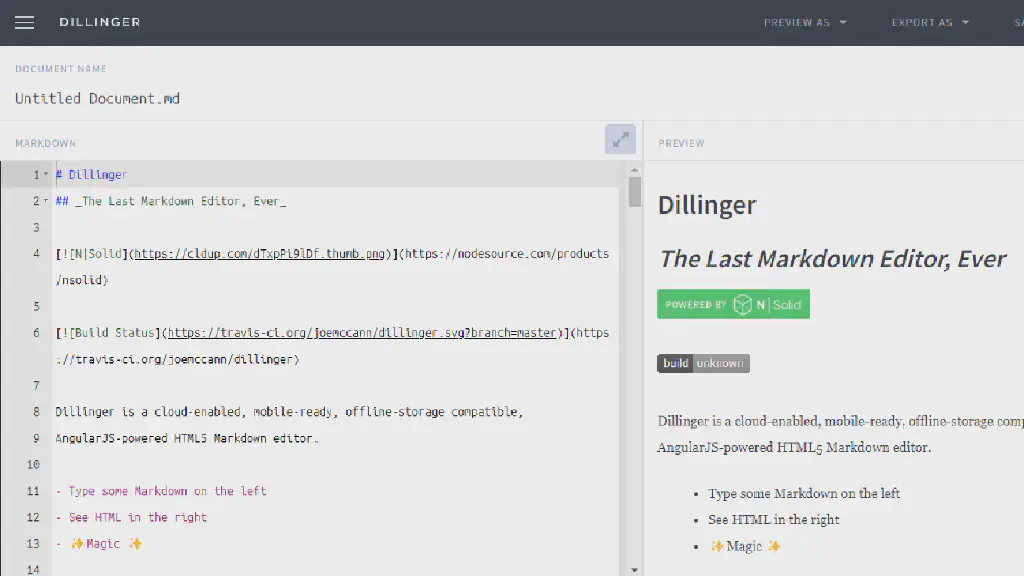 DILLINGER
PREVIEW AS
EXPORT AS
DOCUMENT NAME
Untitled Document.md
MARKDOWN
1 # Dillinger
2 ## _The Last Markdown Editor, Ever_
3
4 [![N|Solid](https://cldup.com/dTxpPi9lDf.thumb.png)](https://nodesource.com/products
/nsolid)
5
6 [![Build Status](https://travis-ci.org/joemccann/dillinger.svg?branch=master)](https
://travis-ci.org/joemccann/dillinger)
7
8 Dillinger is a cloud-enabled, mobile-ready, offline-storage compatible,
9 AngularJS-powered HTML5 Markdown editor.
10
11 - Type some Markdown on the left
12 - See HTML in the right
13 - ✨Magic ✨
14
PREVIEW
Dillinger
The Last Markdown Editor, Ever
POWERED BY N | Solid
build unknown
Dillinger is a cloud-enabled, mobile-ready, offline-storage
AngularJS-powered HTML5 Markdown editor.
• Type some Markdown on the left
• See HTML in the right
• ✨Magic ✨